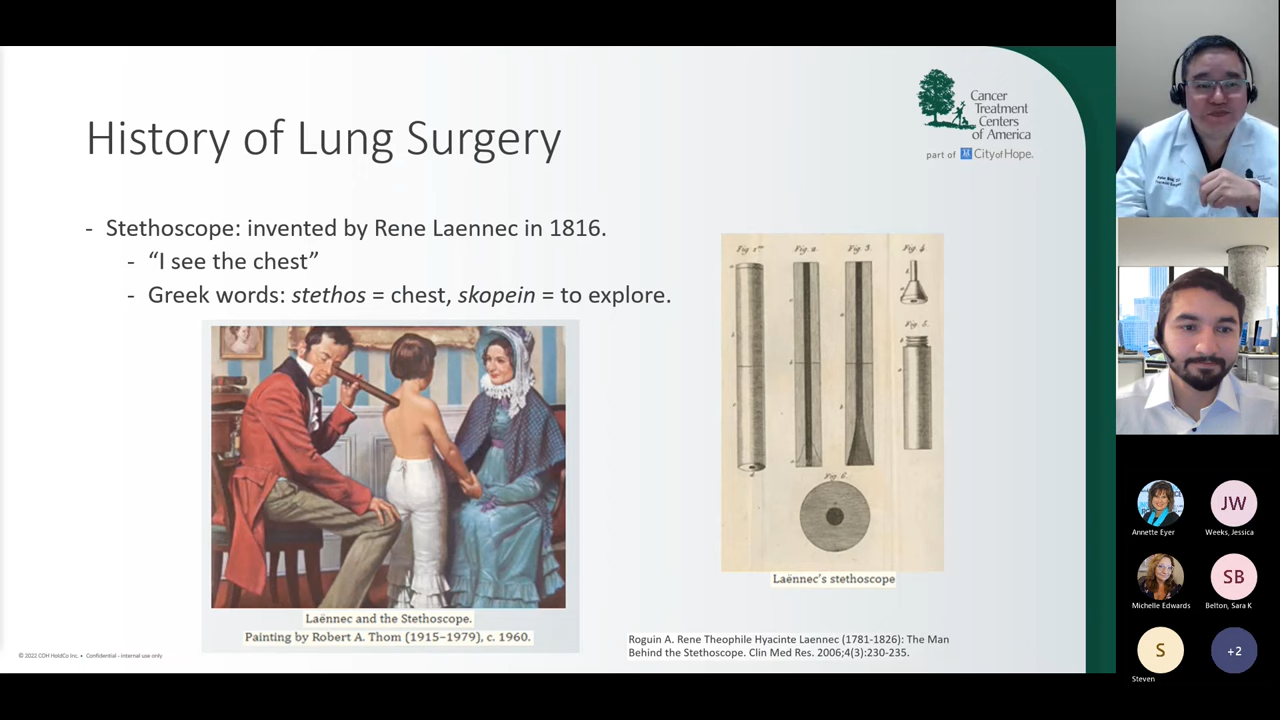 History of Lung Surgery
Cancer
Treatment
Centers
of America
part of City of Hope.
- Stethoscope: invented by Rene Laennec in 1816.
- “I see the chest”
- Greek words: stethos = chest, skopein = to explore.
Fig. 2.
Fig. 3.
Fig. 4.
Fig. 5.
Fig. 6.
Laënnec's stethoscope
Laënnec and the Stethoscope.
Painting by Robert A. Thom (1915–1979), c. 1960.
Roguin A. Rene Theophile Hyacinte Laennec (1781-1826): The Man
Behind the Stethoscope. Clin Med Res. 2006;4(3):230-235.
© 2022 COH HoldCo Inc. • Confidential - internal use only
JW
Annette Eyer
Weeks, Jessica
SB
Michelle Edwards
Belton, Sara K
S
+2
Steven